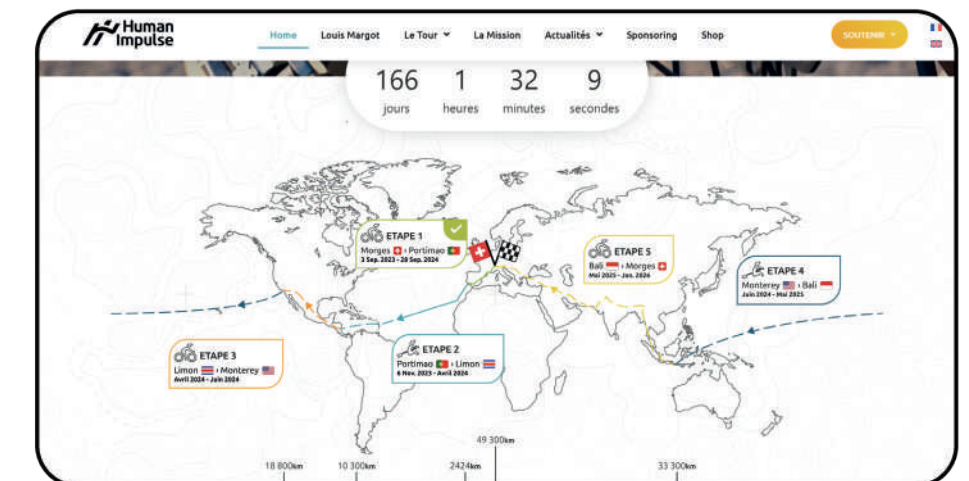 Human
Impulse
Home Louis Margot Le Tour La Mission Actualités Sponsoring Shop SOUTENIR
166 1 32 9
jours heures minutes secondes
ETAPE 1
Morges › Portimao
3 Sep. 2023 - 28 Sep. 2024
ETAPE 5
Bali › Morges
Mai 2025 - Jan. 2026
ETAPE 4
Monterey › Bali
Juin 2024 - Mai 2025
ETAPE 3
Limon › Monterey
Avril 2024 - Juin 2024
ETAPE 2
Portimao › Limon
6 Nov. 2023 - Avril 2024
49 300km
18 800km 10 300km 2424km 33 300km